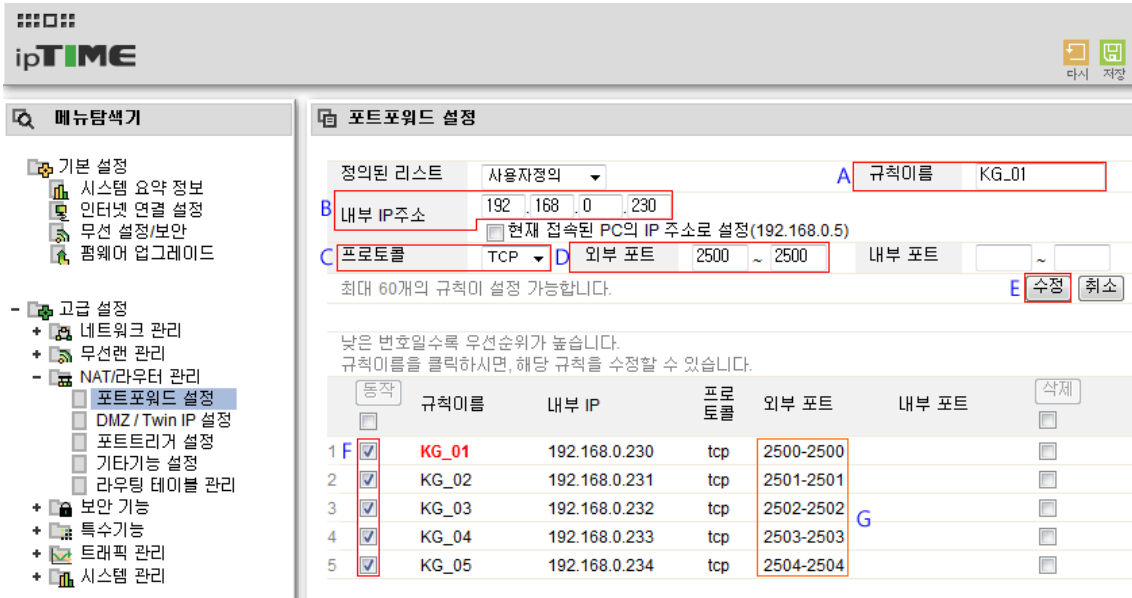 ipTIME
다시 저장
메뉴탐색기
포트포워드 설정
기본 설정
시스템 요약 정보
인터넷 연결 설정
무선 설정/보안
펌웨어 업그레이드
고급 설정
네트워크 관리
무선랜 관리
NAT/라우터 관리
포트포워드 설정
DMZ / Twin IP 설정
포트트리거 설정
기타기능 설정
라우팅 테이블 관리
보안 기능
특수기능
트래픽 관리
시스템 관리
정의된 리스트 사용자정의 A 규칙이름 KG_01
B 내부 IP주소 192 .168 .0 .230
현재 접속된 PC의 IP 주소로 설정(192.168.0.5)
C 프로토콜 TCP D 외부 포트 2500 ~ 2500 내부 포트 ~
최대 60개의 규칙이 설정 가능합니다. E 수정 취소
낮은 번호일수록 우선순위가 높습니다.
규칙이름을 클릭하시면, 해당 규칙을 수정할 수 있습니다.
동작 규칙이름 내부 IP 프로토콜 외부 포트 내부 포트 삭제
1 F KG_01 192.168.0.230 tcp 2500-2500
2 KG_02 192.168.0.231 tcp 2501-2501
3 KG_03 192.168.0.232 tcp 2502-2502
G
4 KG_04 192.168.0.233 tcp 2503-2503
5 KG_05 192.168.0.234 tcp 2504-2504